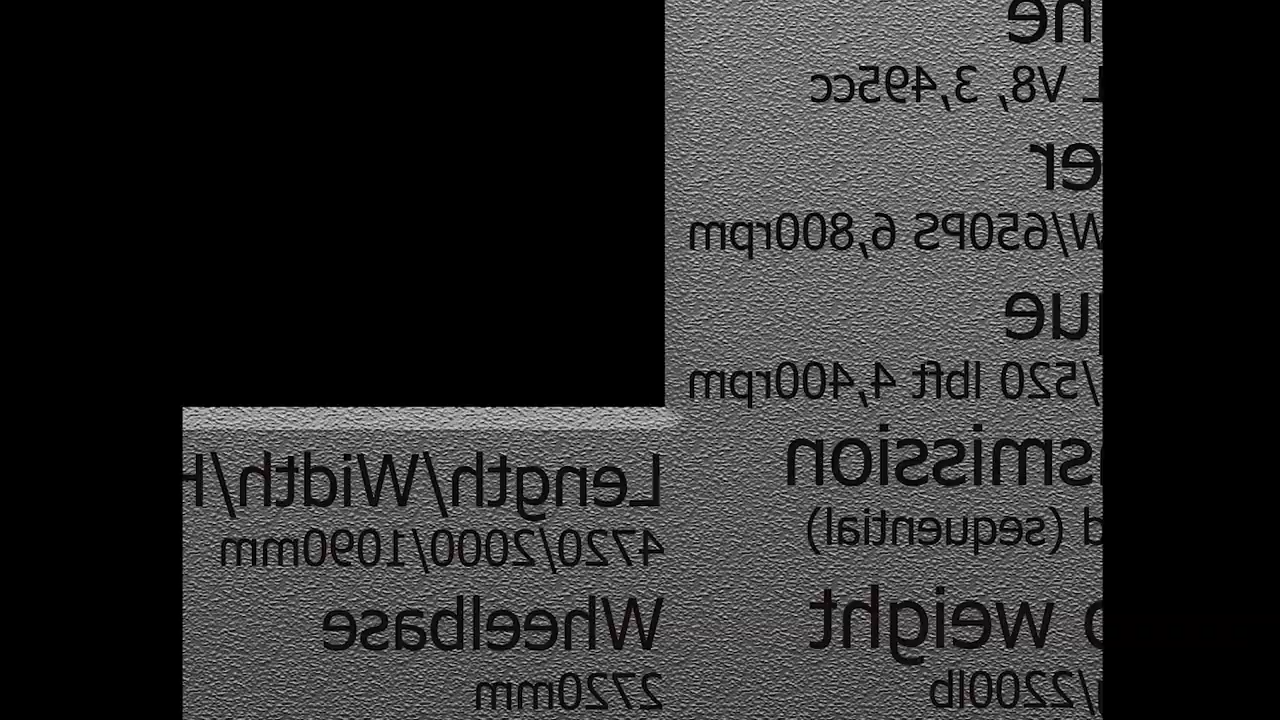 ne
L V8, 3,495cc
er
W/650PS 6,800rpm
que
/520 lbft 4,400rpm
smission
d (sequential)
weight
/2200lb
Length/Width/H
4720/2000/1090mm
Wheelbase
2720mm